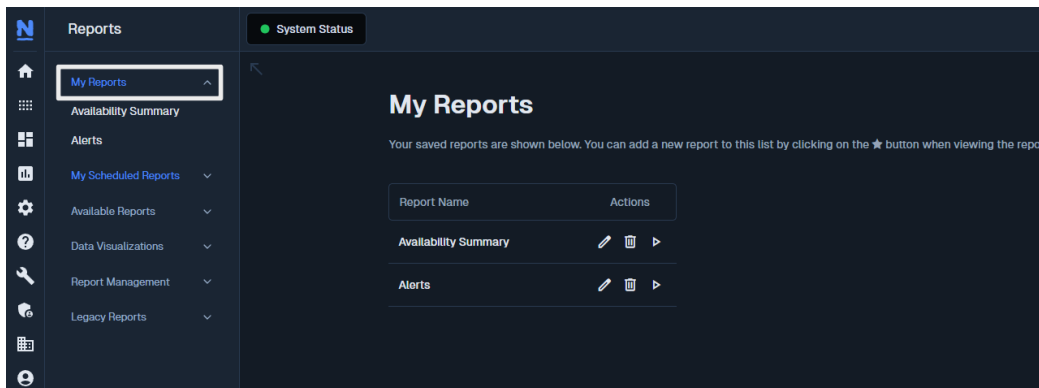 N
Reports
System Status
My Reports
Availability Summary
Alerts
My Scheduled Reports
Available Reports
Data Visualizations
Report Management
Legacy Reports
My Reports
Your saved reports are shown below. You can add a new report to this list by clicking on the ★ button when viewing the repo
Report Name Actions
Availability Summary
Alerts